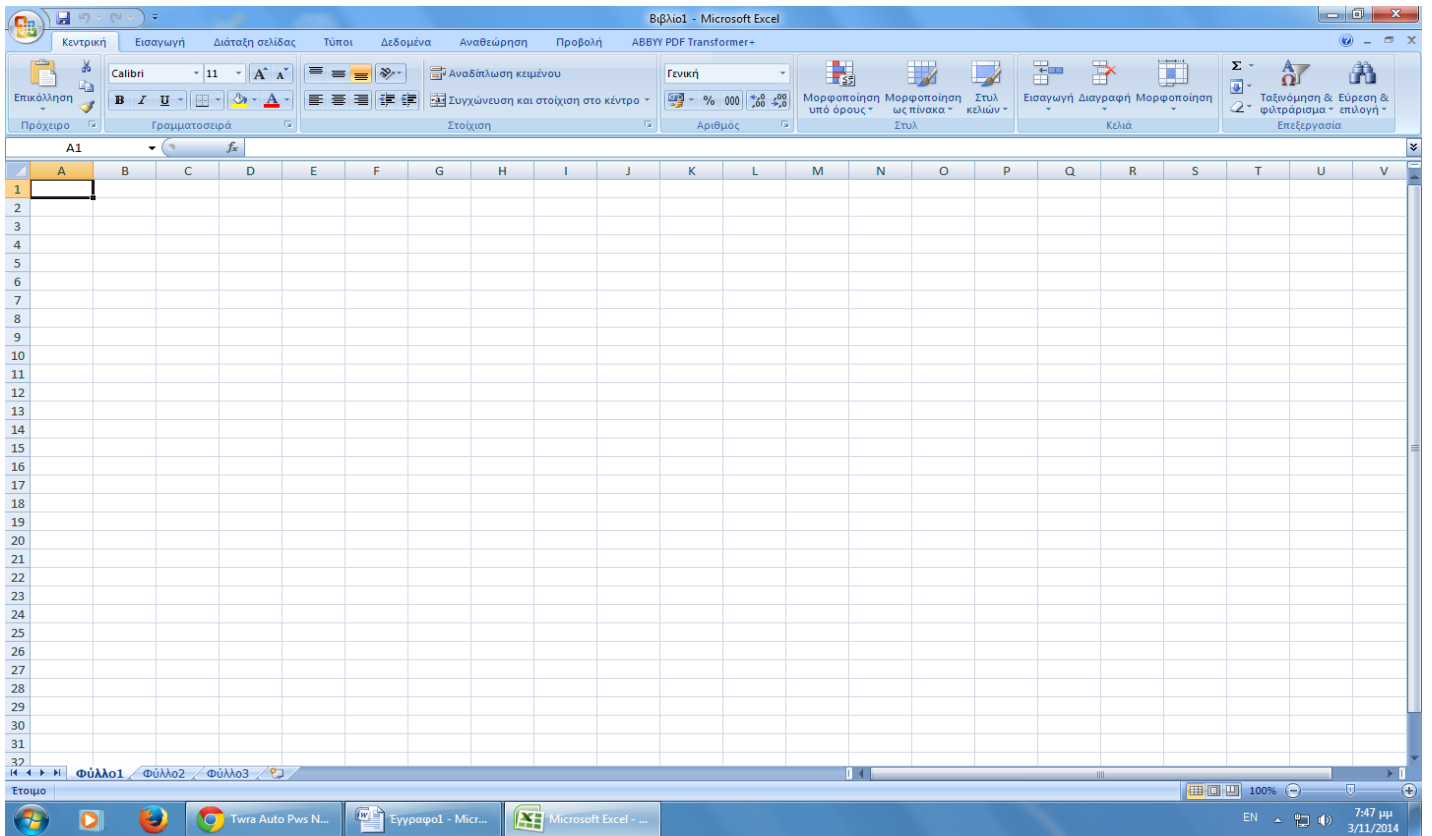 Βιβλίο1 - Microsoft Excel
Κεντρική Εισαγωγή Διάταξη σελίδας Τύποι Δεδομένα Αναθεώρηση Προβολή ABBYY PDF Transformer+
Επικόλληση
Πρόχειρο
Calibri 11
B I U
Γραμματοσειρά
Αναδίπλωση κειμένου
Συγχώνευση και στοίχιση στο κέντρο
Στοίχιση
Γενική
% 000 ,00 ,0
Αριθμός
Μορφοποίηση υπό όρους
Μορφοποίηση ως πίνακα
Στυλ κελιών
Στυλ
Εισαγωγή Διαγραφή Μορφοποίηση
Κελιά
Σ
Ταξινόμηση & φιλτράρισμα
Εύρεση & επιλογή
Επεξεργασία
A1 fx
A B C D E F G H I J K L M N O P Q R S T U V
1
2
3
4
5
6
7
8
9
10
11
12
13
14
15
16
17
18
19
20
21
22
23
24
25
26
27
28
29
30
31
32
Φύλλο1 Φύλλο2 Φύλλο3
Έτοιμο 100%
Twra Auto Pws N... Έγγραφο1 - Micr... Microsoft Excel - ... EN 7:47 μμ
3/11/2014